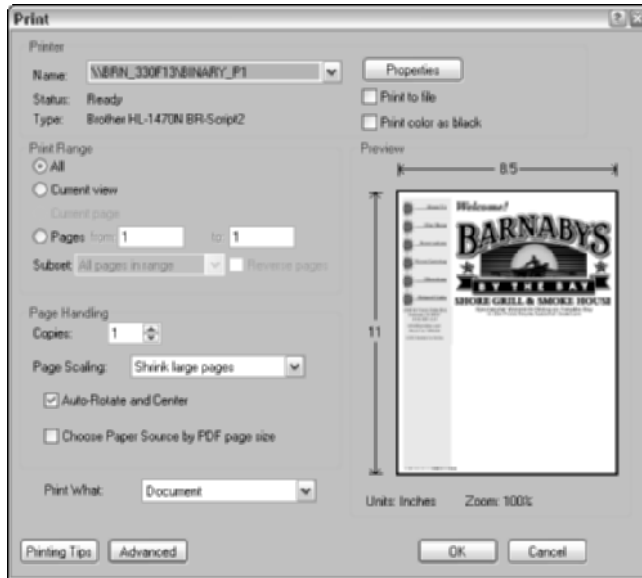 Print
Printer
Name: \\BRN_330F13\BINARY_P1
Properties
Status: Ready
Print to file
Type: Brother HL-1470N BR-Script2
Print color as black
Print Range
All
Current view
Current page
Pages from: 1 to: 1
Subset: All pages in range Reverse pages
Page Handling
Copies: 1
Page Scaling: Shrink large pages
Auto-Rotate and Center
Choose Paper Source by PDF page size
Print What: Document
Preview
8.5
11
Welcome!
BARNABYS
BY THE BAY
SHORE GRILL & SMOKE HOUSE
Units: Inches Zoom: 100%
Printing Tips Advanced OK Cancel